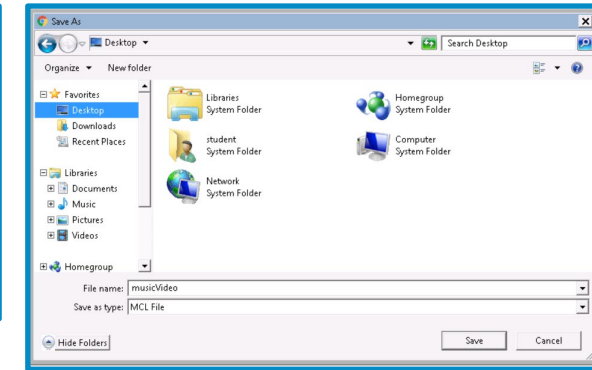 Save As
Desktop
Search Desktop
Organize
New folder
Favorites
Desktop
Downloads
Recent Places
Libraries
Documents
Music
Pictures
Videos
Homegroup
Libraries
System Folder
Homegroup
System Folder
student
System Folder
Computer
System Folder
Network
System Folder
File name: musicVideo
Save as type: MCL File
Hide Folders
Save
Cancel